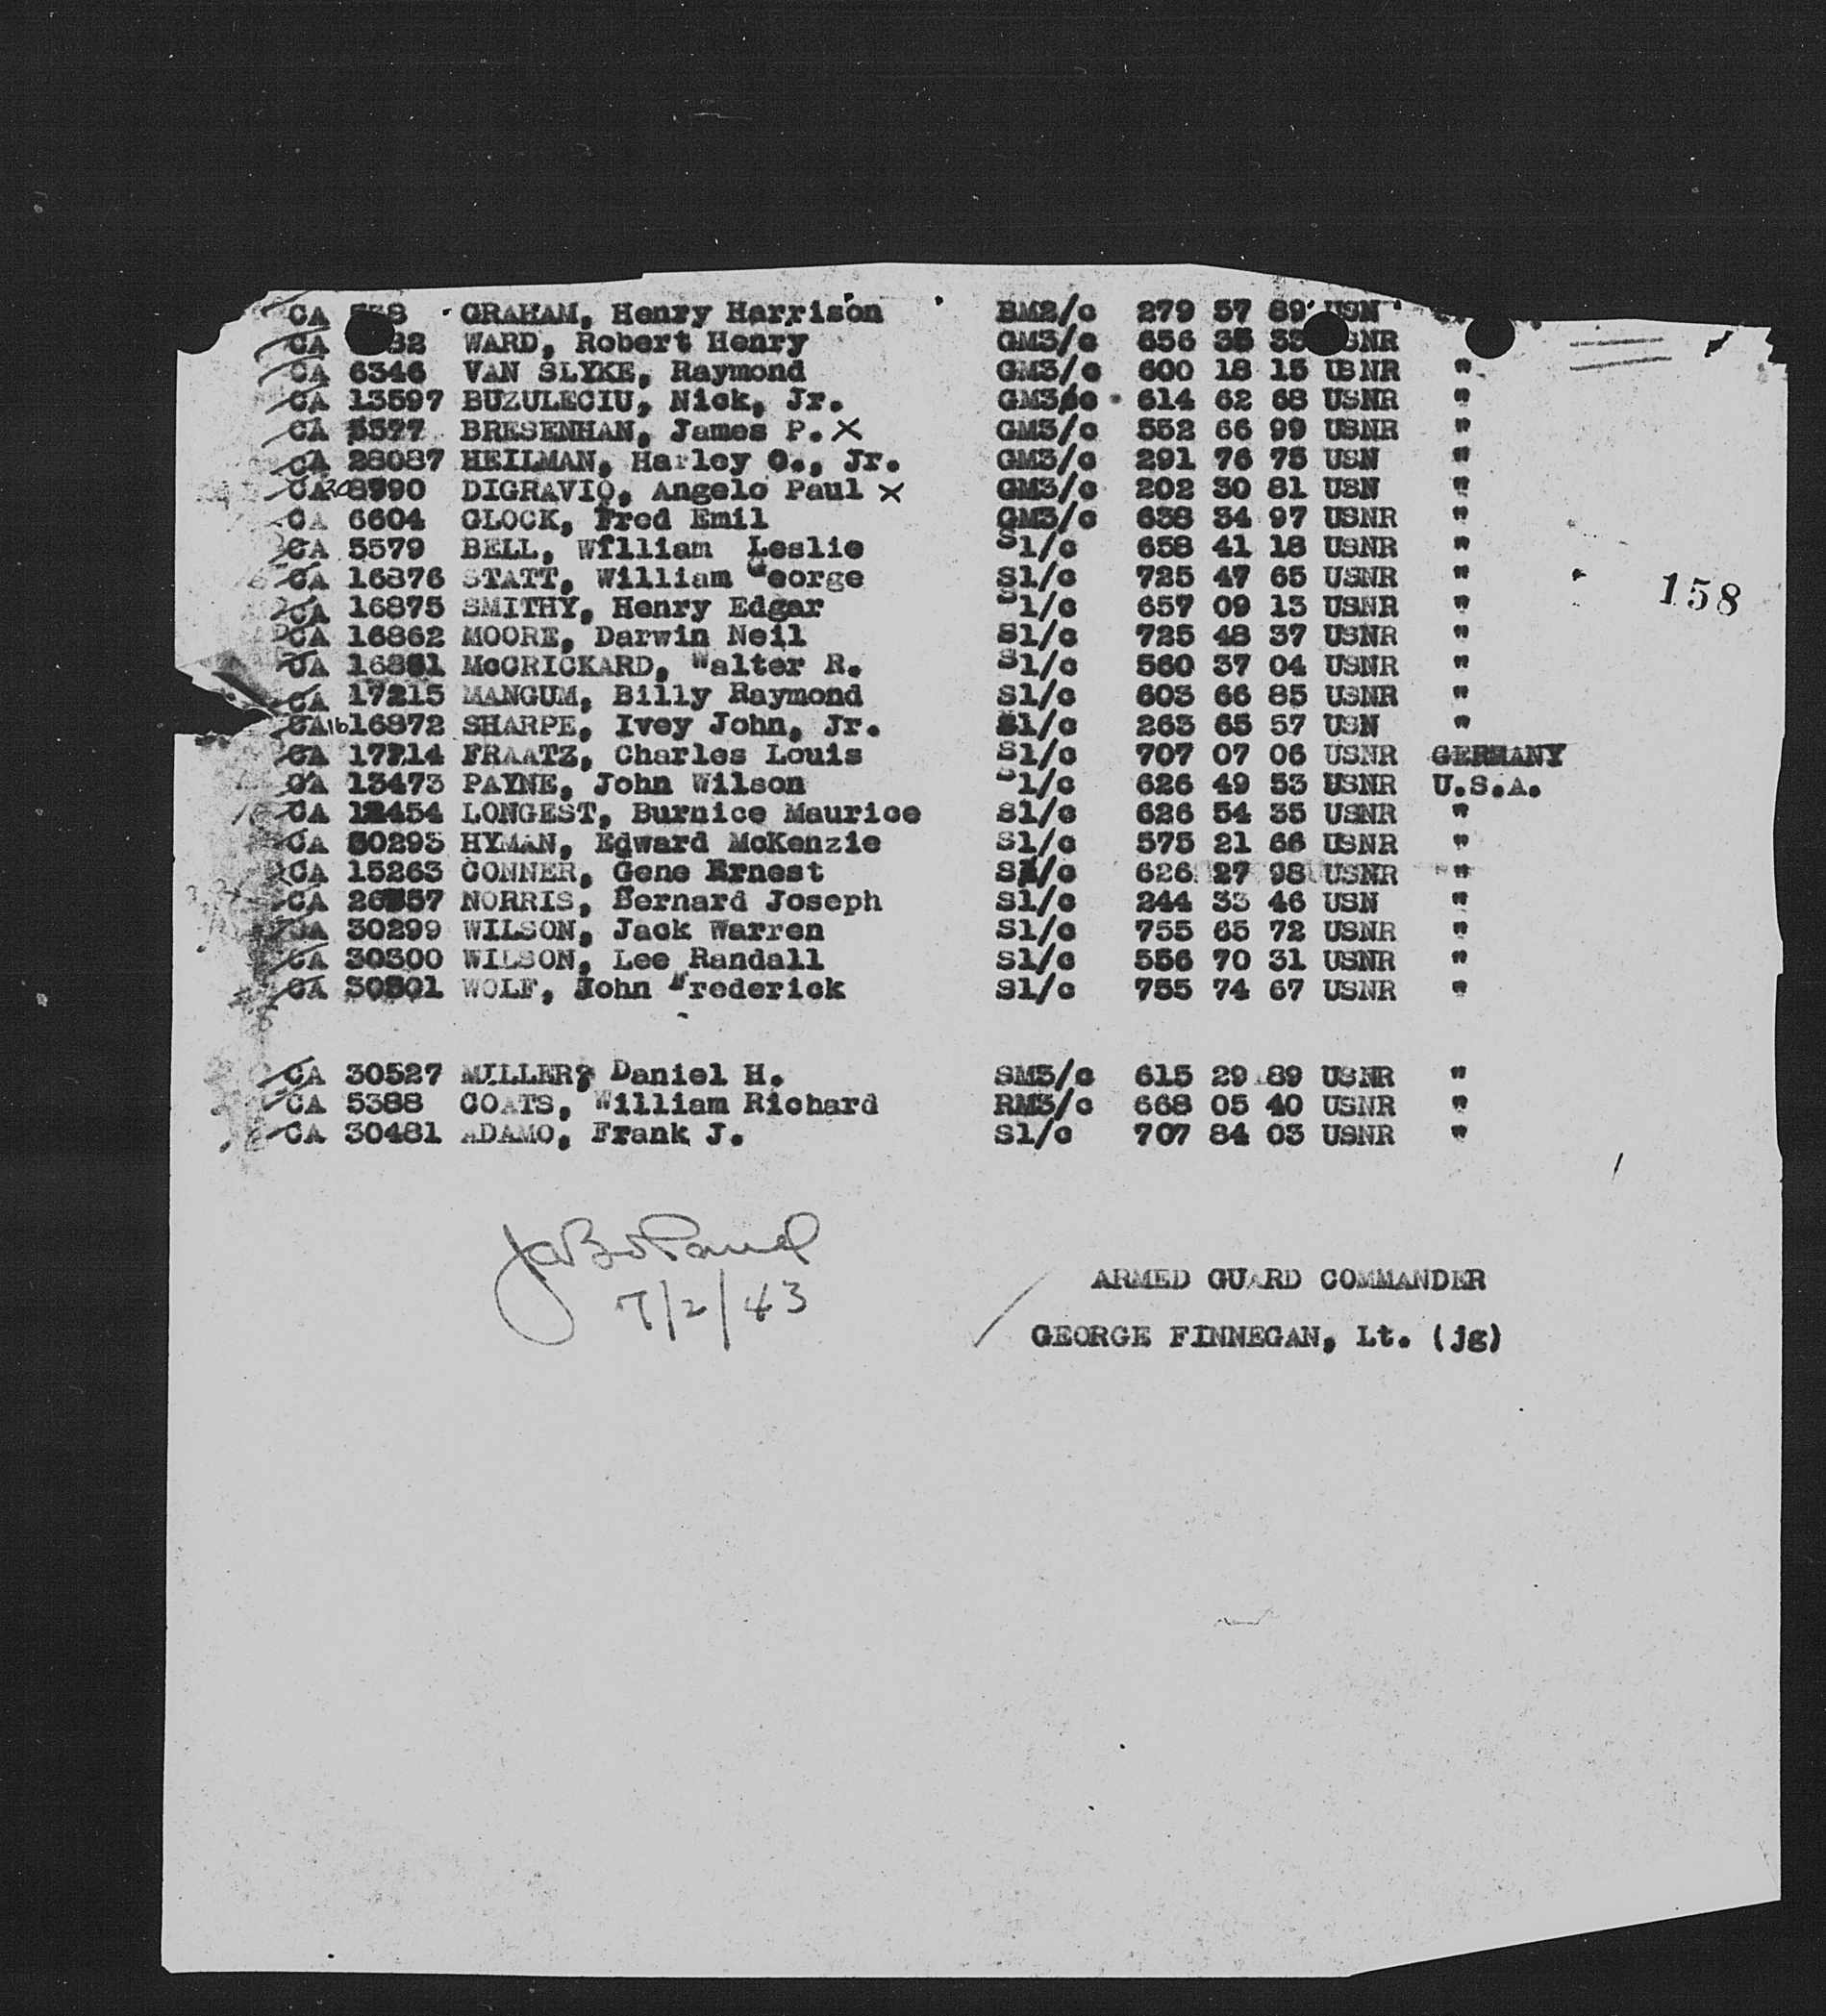 CA GRAHAM, Henry Harrison BM2/c 279 57 89 USN
CA WARD, Robert Henry GM3/c 656 35 33
CA 6346 VAN SLYKE, Raymond GM3/c 600 18 15 USNR "
CA 13597 BUZULECIU, Nick, Jr. GM3/c 614 62 68 USNR "
CA BRESENHAN, James P. X GM3/c 552 66 99 USNR "
CA 28087 HEILMAN, Harley O., Jr. GM3/c 291 76 75 USN "
CA DIGRAVIO, Angelo Paul X GM3/c 202 30 81 USN "
CA 6604 GLOCK, Fred Emil GM3/c 638 34 97 USNR "
CA 5579 BELL, William Leslie S1/c 658 41 18 USNR "
CA 16876 STATT, William George S1/c 725 47 65 USNR "
158
CA 16875 SMITHY, Henry Edgar S1/c 657 09 13 USNR "
CA 16862 MOORE, Darwin Neil S1/c 725 48 37 USNR "
CA McCRICKARD, Walter R. S1/c 560 37 04 USNR "
CA 17215 MANGUM, Billy Raymond S1/c 603 66 85 USNR "
CA 16872 SHARPE, Ivey John, Jr. S1/c 263 65 57 USN "
CA 17214 FRAATZ, Charles Louis S1/c 707 07 06 USNR GERMANY
CA 13473 PAYNE, John Wilson S1/c 626 49 53 USNR U.S.A.
CA 12454 LONGEST, Burnice Maurice S1/c 626 54 35 USNR "
CA 30295 HYMAN, Edward McKenzie S1/c 575 21 66 USNR "
CA 15263 CONNER, Gene Ernest S1/c 626 27 98 USNR "
CA NORRIS, Bernard Joseph S1/c 244 33 46 USN "
CA 30299 WILSON, Jack Warren S1/c 755 65 72 USNR "
CA 30300 WILSON, Lee Randall S1/c 556 70 31 USNR "
CA 30301 WOLF, John Frederick S1/c 755 74 67 USNR "
CA 30527 MILLER, Daniel H. SM3/c 615 29 89 USNR "
CA 5388 COATS, William Richard RM3/c 668 05 40 USNR "
CA 30481 ADAMO, Frank J. S1/c 707 84 03 USNR "
7/2/43
ARMED GUARD COMMANDER
GEORGE FINNEGAN, Lt. (jg)